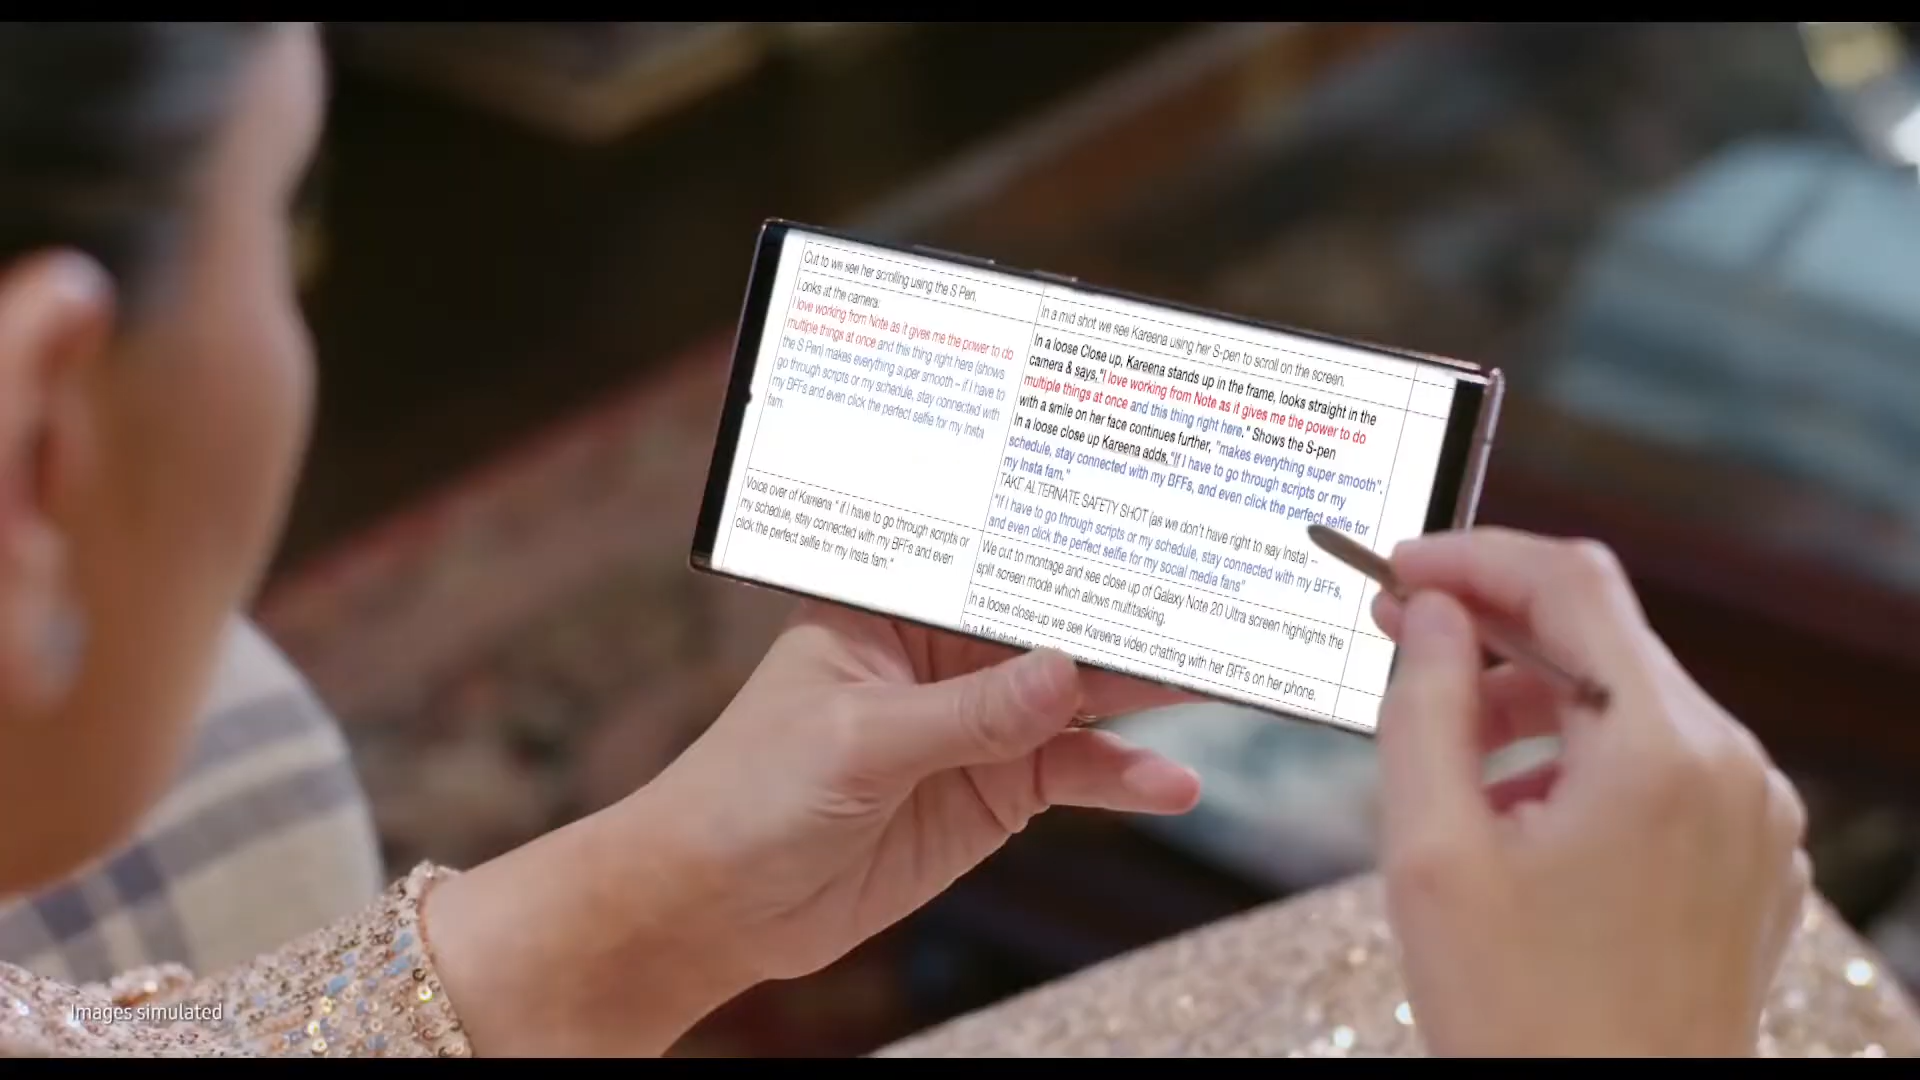 Cut to we see her scrolling using the S Pen.
Looks at the camera:
I love working from Note as it gives me the power to do
multiple things at once and this thing right here (shows
the S Pen) makes everything super smooth – if I have to
go through scripts or my schedule, stay connected with
my BFFs and even click the perfect selfie for my Insta
fam.
Voice over of Kareena " if I have to go through scripts or
my schedule, stay connected with my BFFs and even
click the perfect selfie for my Insta fam."
In a mid shot we see Kareena using her S-pen to scroll on the screen.
In a loose Close up, Kareena stands up in the frame, looks straight in the
camera & says,"I love working from Note as it gives me the power to do
multiple things at once and this thing right here." Shows the S-pen
with a smile on her face continues further, "makes everything super smooth".
In a loose close up Kareena adds,"If I have to go through scripts or my
schedule, stay connected with my BFFs, and even click the perfect selfie for
my Insta fam."
TAKE ALTERNATE SAFETY SHOT (as we don't have right to say Insta) –
"If I have to go through scripts or my schedule, stay connected with my BFFs,
and even click the perfect selfie for my social media fans"
We cut to montage and see close up of Galaxy Note 20 Ultra screen highlights the
split screen mode which allows multitasking.
In a loose close-up we see Kareena video chatting with her BFFs on her phone.
In a Mid shot we
Images simulated